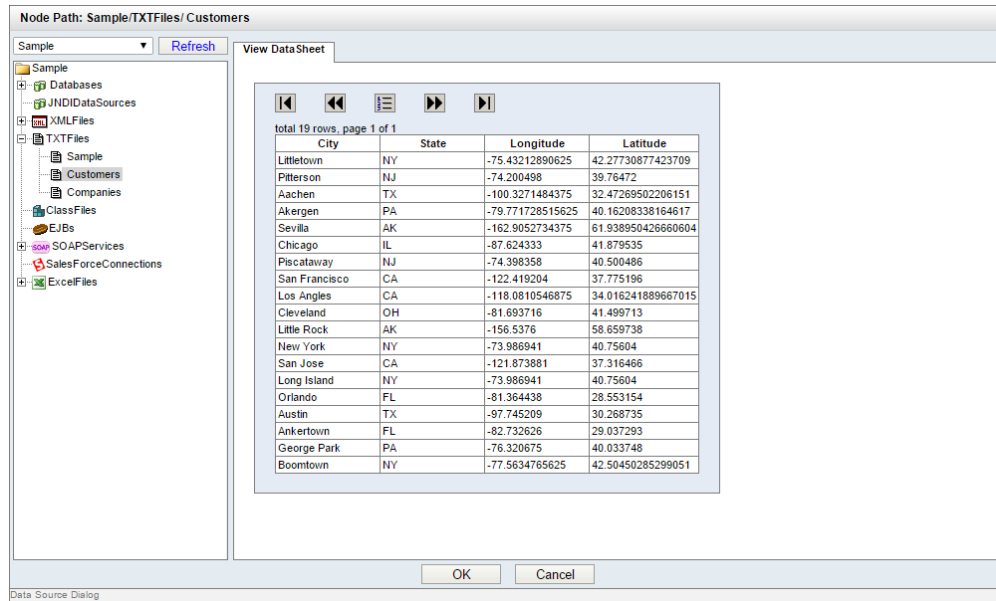 Node Path: Sample/TXTFiles/ Customers
Sample Refresh
Sample
Databases
JNDIDataSources
XML XMLFiles
TXTFiles
Sample
Customers
Companies
ClassFiles
EJBs
SOAP SOAPServices
SalesForceConnections
ExcelFiles
View DataSheet
total 19 rows, page 1 of 1
City State Longitude Latitude
Littletown NY -75.43212890625 42.27730877423709
Pitterson NJ -74.200498 39.76472
Aachen TX -100.3271484375 32.47269502206151
Akergen PA -79.771728515625 40.16208338164617
Sevilla AK -162.9052734375 61.938950426660604
Chicago IL -87.624333 41.879535
Piscataway NJ -74.398358 40.500486
San Francisco CA -122.419204 37.775196
Los Angles CA -118.0810546875 34.016241889667015
Cleveland OH -81.693716 41.499713
Little Rock AK -156.5376 58.659738
New York NY -73.986941 40.75604
San Jose CA -121.873881 37.316466
Long Island NY -73.986941 40.75604
Orlando FL -81.364438 28.553154
Austin TX -97.745209 30.268735
Ankertown FL -82.732626 29.037293
George Park PA -76.320675 40.033748
Boomtown NY -77.5634765625 42.50450285299051
OK Cancel
Data Source Dialog